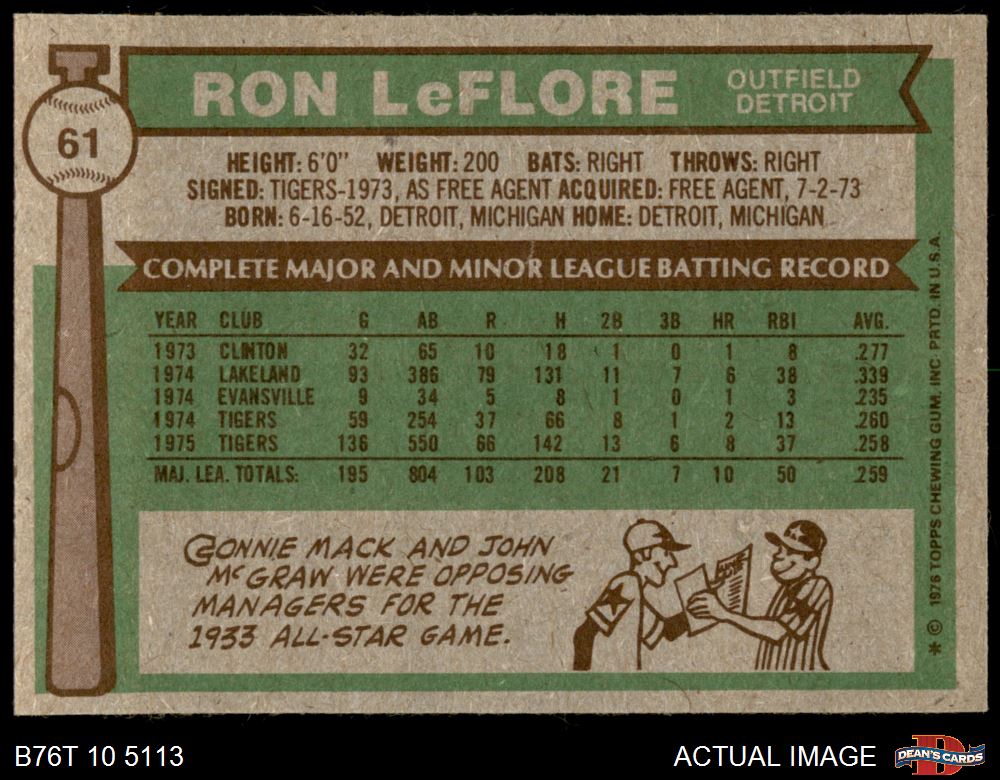 RON LeFLORE
OUTFIELD
DETROIT
61
HEIGHT: 6'0" WEIGHT: 200 BATS: RIGHT THROWS: RIGHT
SIGNED: TIGERS-1973, AS FREE AGENT ACQUIRED: FREE AGENT, 7-2-73
BORN: 6-16-52, DETROIT, MICHIGAN HOME: DETROIT, MICHIGAN
COMPLETE MAJOR AND MINOR LEAGUE BATTING RECORD
YEAR CLUB G AB R H 2B 3B HR RBI AVG.
1973 CLINTON 32 65 10 18 1 0 1 8 .277
1974 LAKELAND 93 386 79 131 11 7 6 38 .339
1974 EVANSVILLE 9 34 5 8 1 0 1 3 .235
1974 TIGERS 59 254 37 66 8 1 2 13 .260
1975 TIGERS 136 550 66 142 13 6 8 37 .258
MAJ. LEA. TOTALS: 195 804 103 208 21 7 10 50 .259
CONNIE MACK AND JOHN
McGRAW WERE OPPOSING
MANAGERS FOR THE
1933 ALL-STAR GAME.
* © 1976 TOPPS CHEWING GUM, INC. PRTD. IN U.S.A.
B76T 10 5113
ACTUAL IMAGE
DEAN'S CARDS